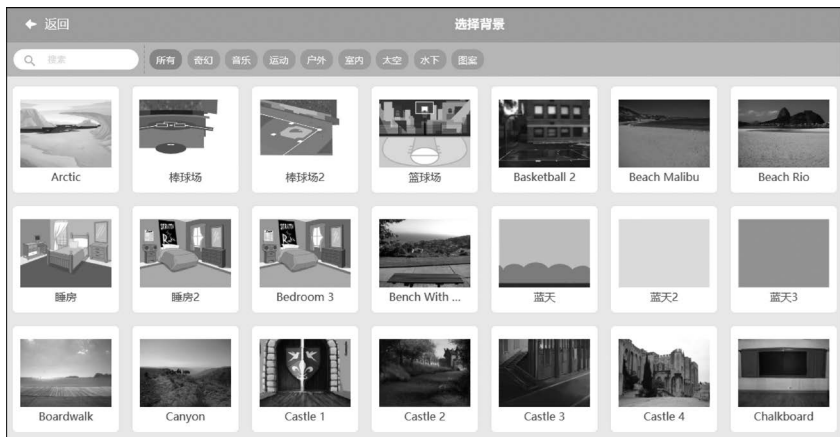 返回
选择背景
搜索
所有 奇幻 音乐 运动 户外 室内 太空 水下 图案
Arctic 棒球场 棒球场2 篮球场 Basketball 2 Beach Malibu Beach Rio
睡房 睡房2 Bedroom 3 Bench With ... 蓝天 蓝天2 蓝天3
Boardwalk Canyon Castle 1 Castle 2 Castle 3 Castle 4 Chalkboard